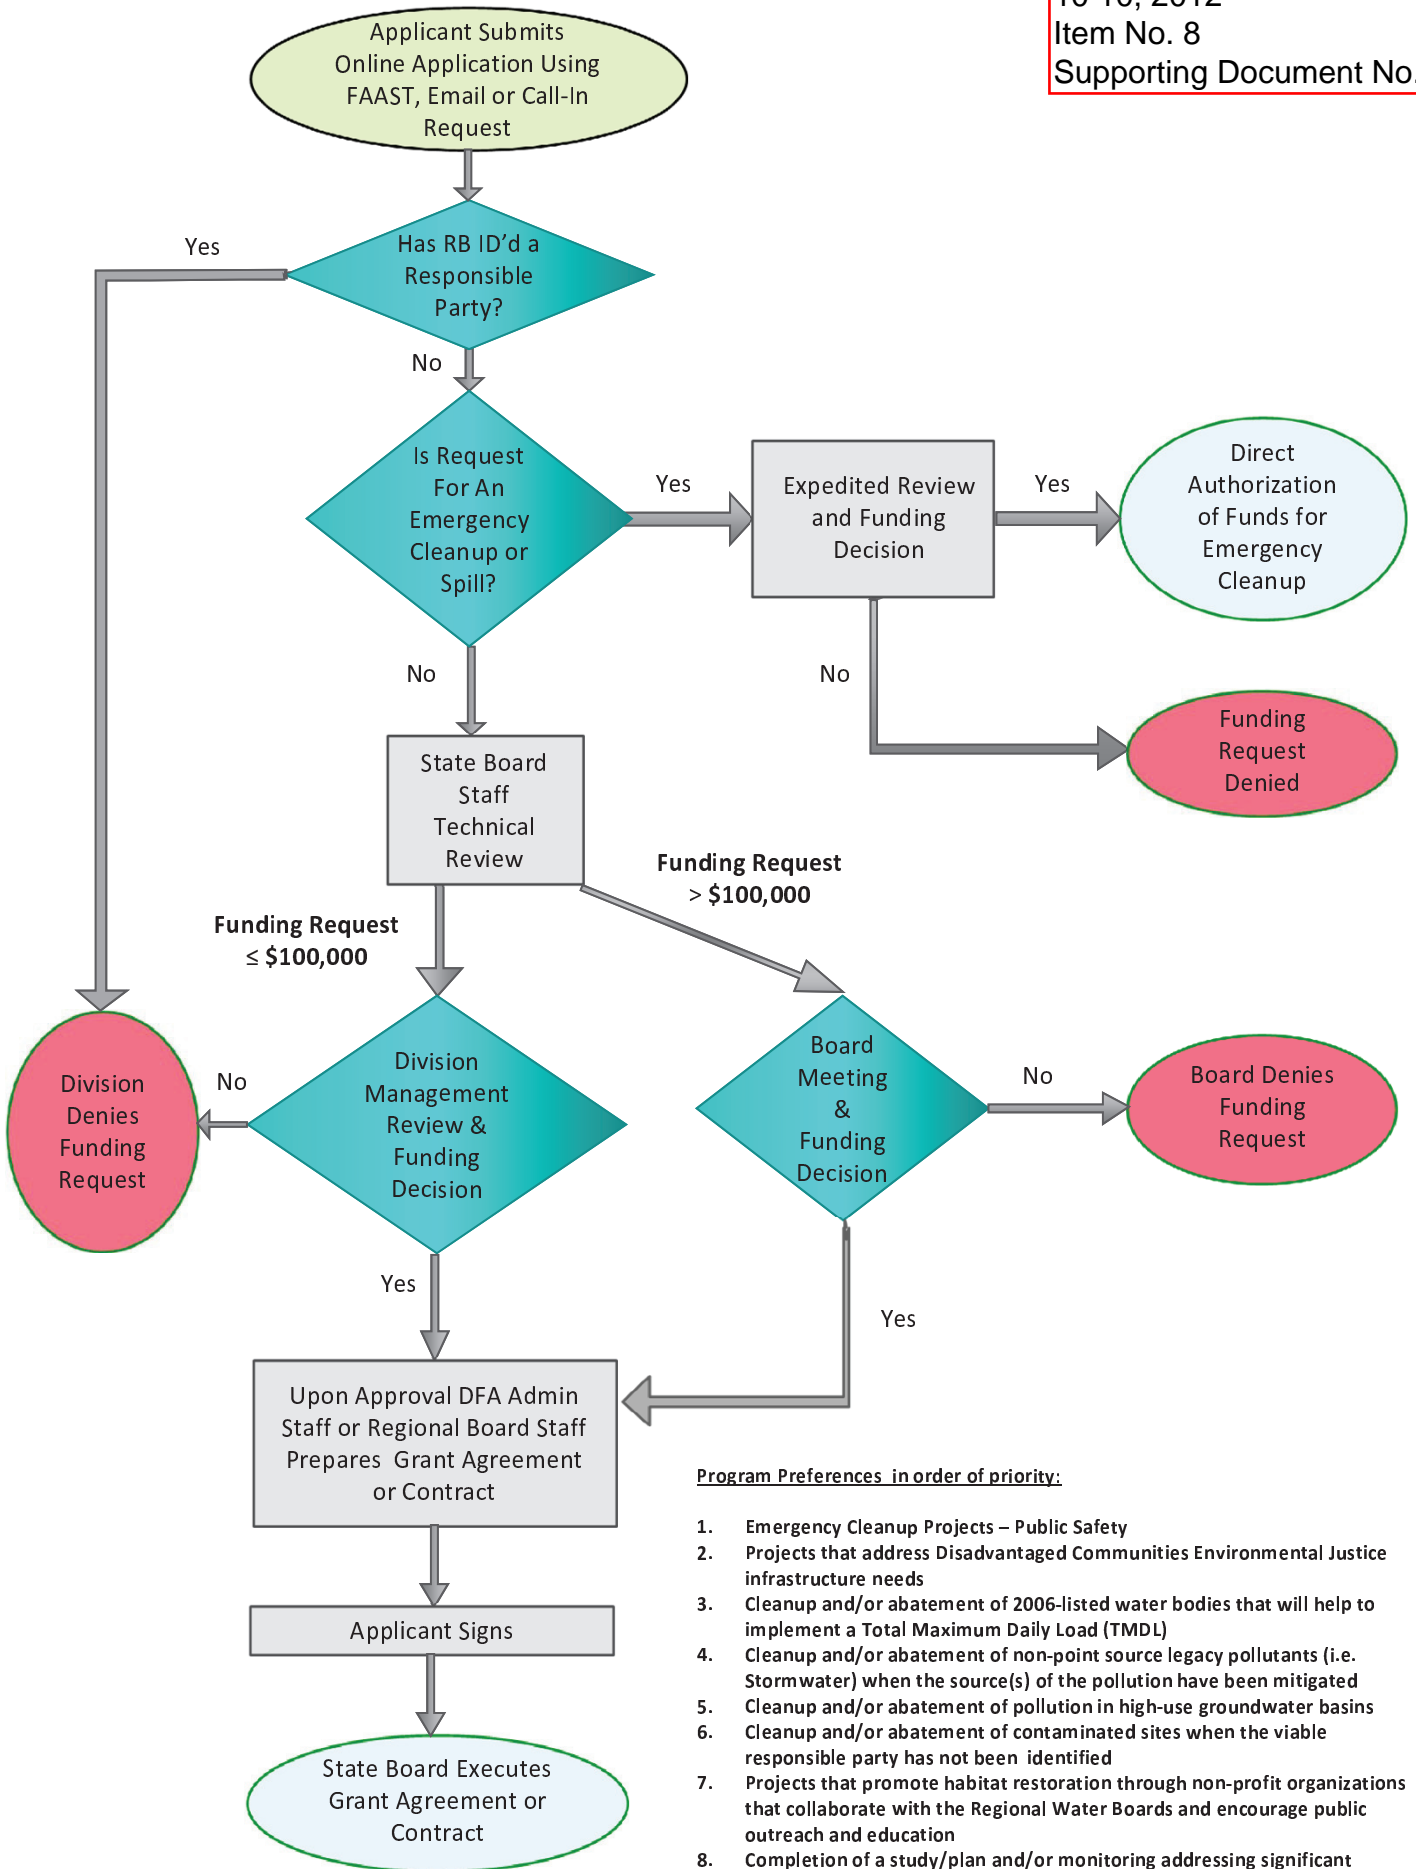 10-10, 2012
Item No. 8
Supporting Document No.
Applicant Submits
Online Application Using
FAAST, Email or Call-In
Request
Has RB ID’d a
Responsible
Party?
Yes
No
Is Request
For An
Emergency
Cleanup or
Spill?
Yes
Expedited Review
and Funding
Decision
Yes
Direct
Authorization
of Funds for
Emergency
Cleanup
No
No
Funding
Request
Denied
State Board
Staff
Technical
Review
Funding Request
> $100,000
Funding Request
≤ $100,000
Division
Denies
Funding
Request
No
Division
Management
Review &
Funding
Decision
Board
Meeting
&
Funding
Decision
No
Board Denies
Funding
Request
Yes
Yes
Upon Approval DFA Admin
Staff or Regional Board Staff
Prepares Grant Agreement
or Contract
Applicant Signs
State Board Executes
Grant Agreement or
Contract
Program Preferences in order of priority:
1. Emergency Cleanup Projects – Public Safety
2. Projects that address Disadvantaged Communities Environmental Justice
infrastructure needs
3. Cleanup and/or abatement of 2006-listed water bodies that will help to
implement a Total Maximum Daily Load (TMDL)
4. Cleanup and/or abatement of non-point source legacy pollutants (i.e.
Stormwater) when the source(s) of the pollution have been mitigated
5. Cleanup and/or abatement of pollution in high-use groundwater basins
6. Cleanup and/or abatement of contaminated sites when the viable
responsible party has not been identified
7. Projects that promote habitat restoration through non-profit organizations
that collaborate with the Regional Water Boards and encourage public
outreach and education
8. Completion of a study/plan and/or monitoring addressing significant